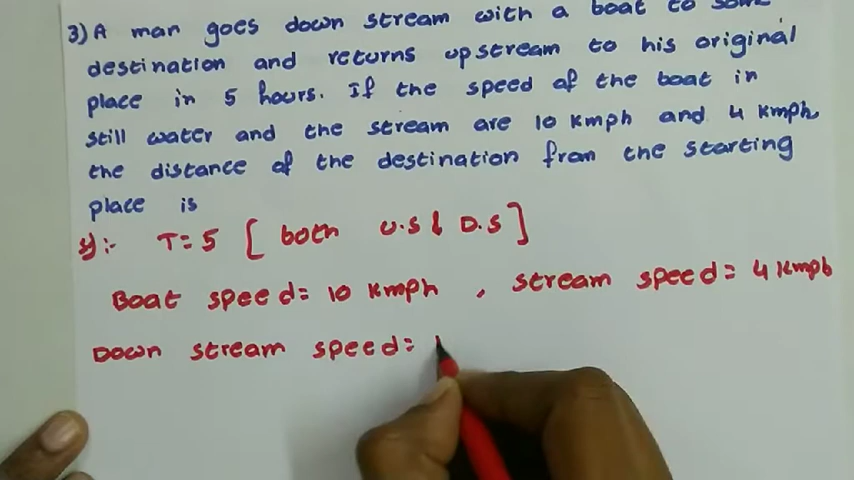 3) A man goes down stream with a boat to some
destination and returns upstream to his original
place in 5 hours. If the speed of the boat in
still water and the stream are 10 Kmph and 4 Kmph,
the distance of the destination from the starting
place is
s):- T=5 [ both U.S & D.S ]
Boat speed= 10 Kmph , stream speed= 4 Kmph
Down stream speed=